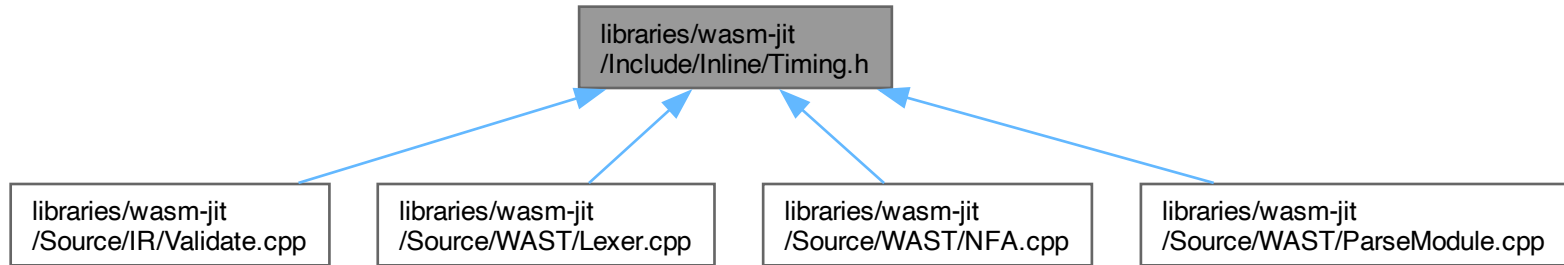 libraries/wasm-jit
/Include/Inline/Timing.h
libraries/wasm-jit
/Source/IR/Validate.cpp
libraries/wasm-jit
/Source/WAST/Lexer.cpp
libraries/wasm-jit
/Source/WAST/NFA.cpp
libraries/wasm-jit
/Source/WAST/ParseModule.cpp